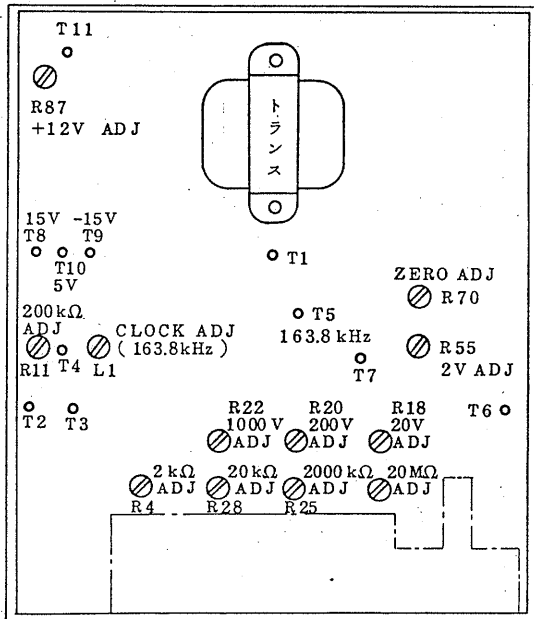 T11
R87
+12V ADJ
トランス
15V -15V
T8 T9
T10
5V
T1
ZERO ADJ
R70
200kΩ
ADJ
R11
T4
CLOCK ADJ
(163.8kHz)
L1
T5
163.8kHz
T7
R55
2V ADJ
T2
T3
R22
1000V
ADJ
R20
200V
ADJ
R18
20V
ADJ
T6
2kΩ
ADJ
R4
20kΩ
ADJ
R28
2000kΩ
ADJ
R25
20MΩ
ADJ